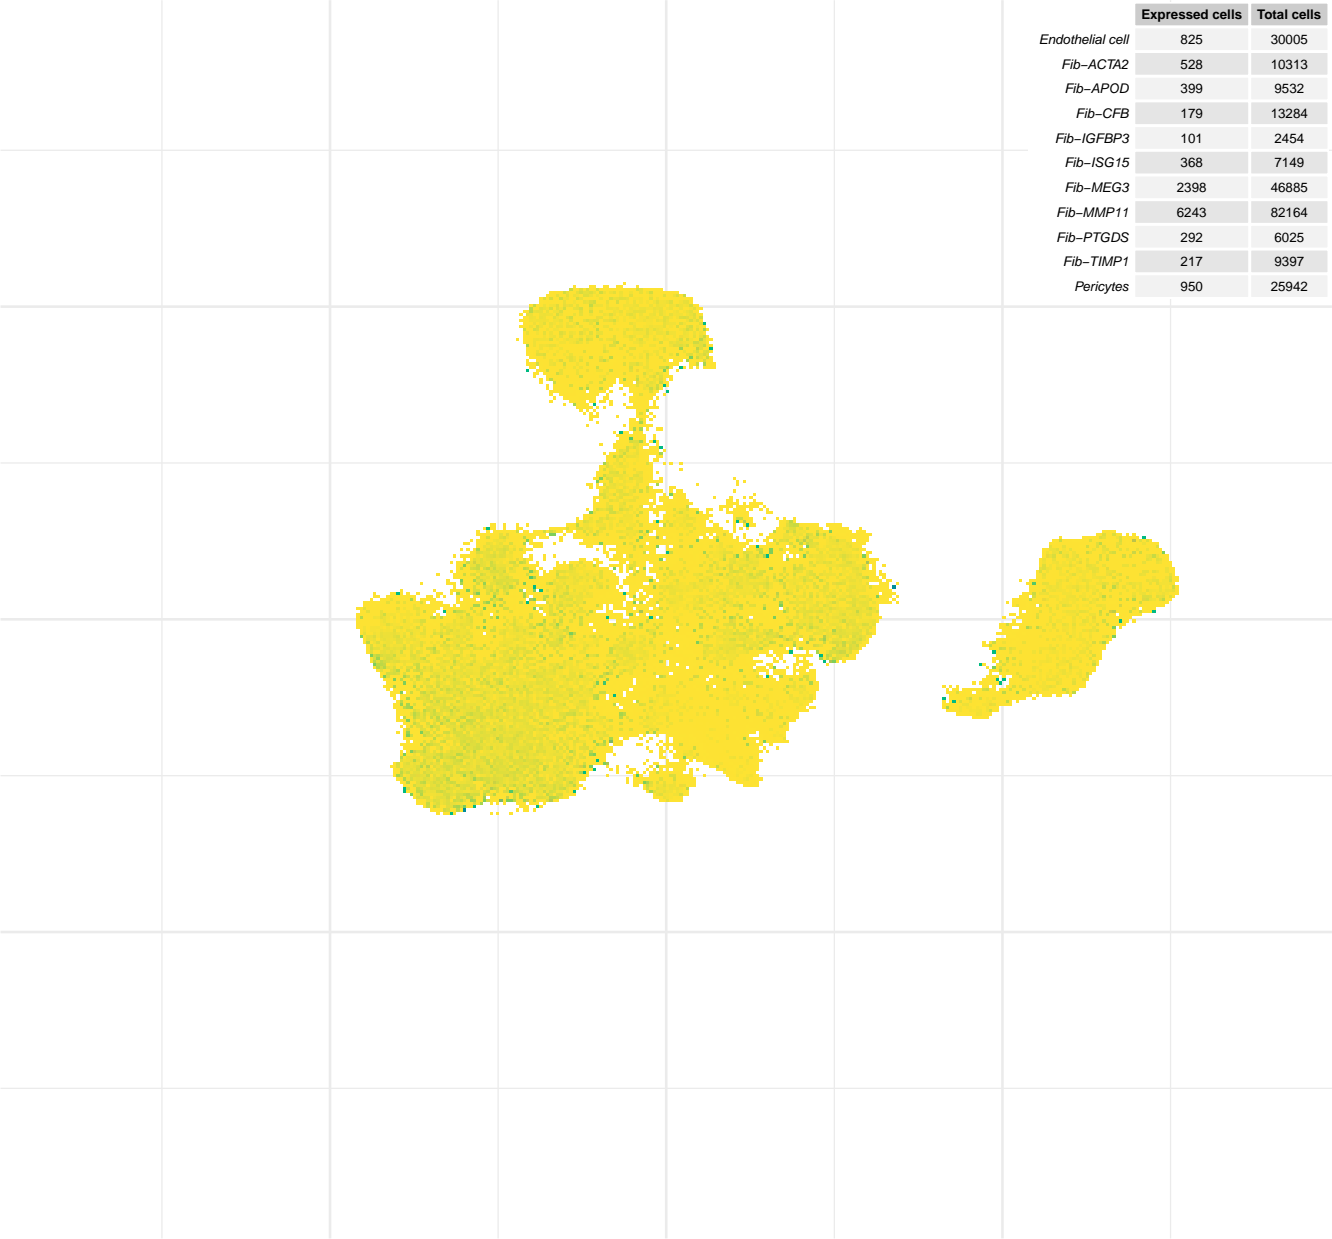 Expressed cells Total cells
Endothelial cell 825 30005
Fib−ACTA2 528 10313
Fib−APOD 399 9532
Fib−CFB 179 13284
Fib−IGFBP3 101 2454
Fib−ISG15 368 7149
Fib−MEG3 2398 46885
Fib−MMP11 6243 82164
Fib−PTGDS 292 6025
Fib−TIMP1 217 9397
Pericytes 950 25942